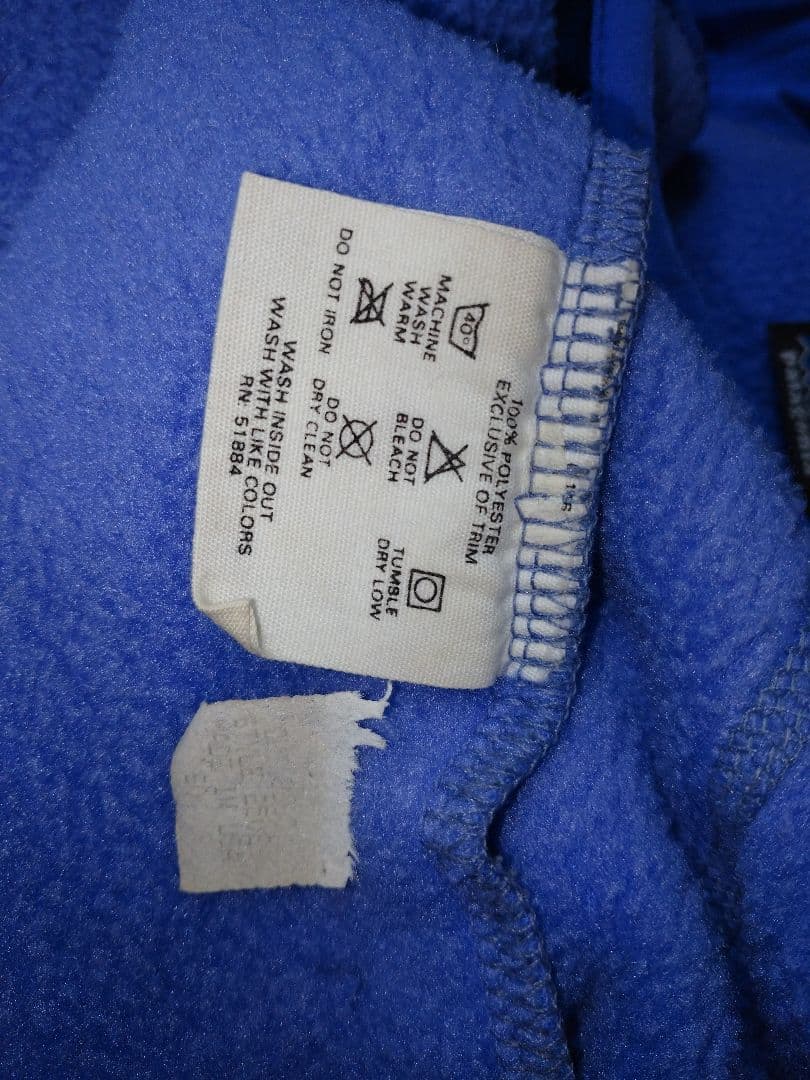 100% POLYESTER
EXCLUSIVE OF TRIM
40°
MACHINE
WASH
WARM
DO NOT
BLEACH
TUMBLE
DRY LOW
DO NOT IRON
DO NOT
DRY CLEAN
WASH INSIDE OUT
WASH WITH LIKE COLORS
RN: 51884